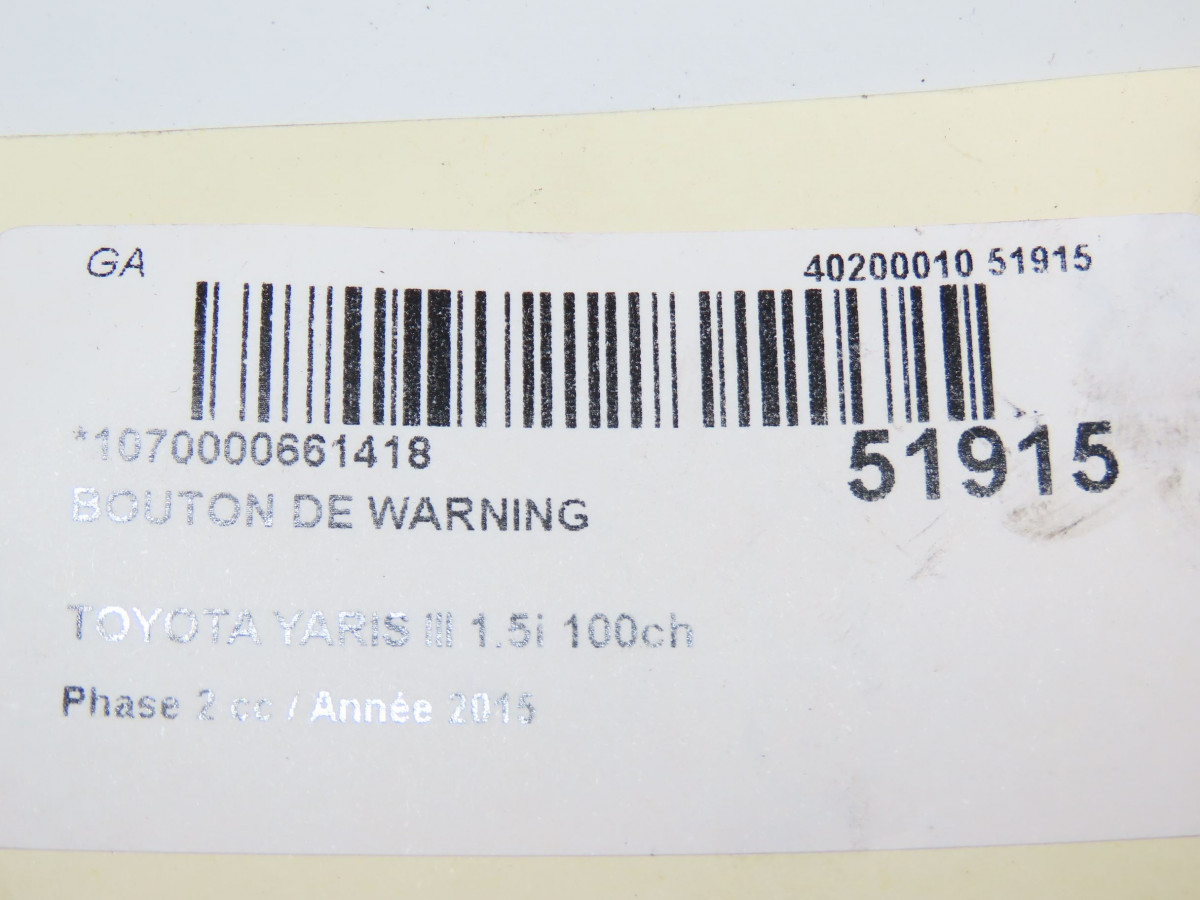 GA
40200010 51915
*1070000661418
51915
BOUTON DE WARNING
TOYOTA YARIS III 1.5i 100ch
Phase 2 cc / Année 2015